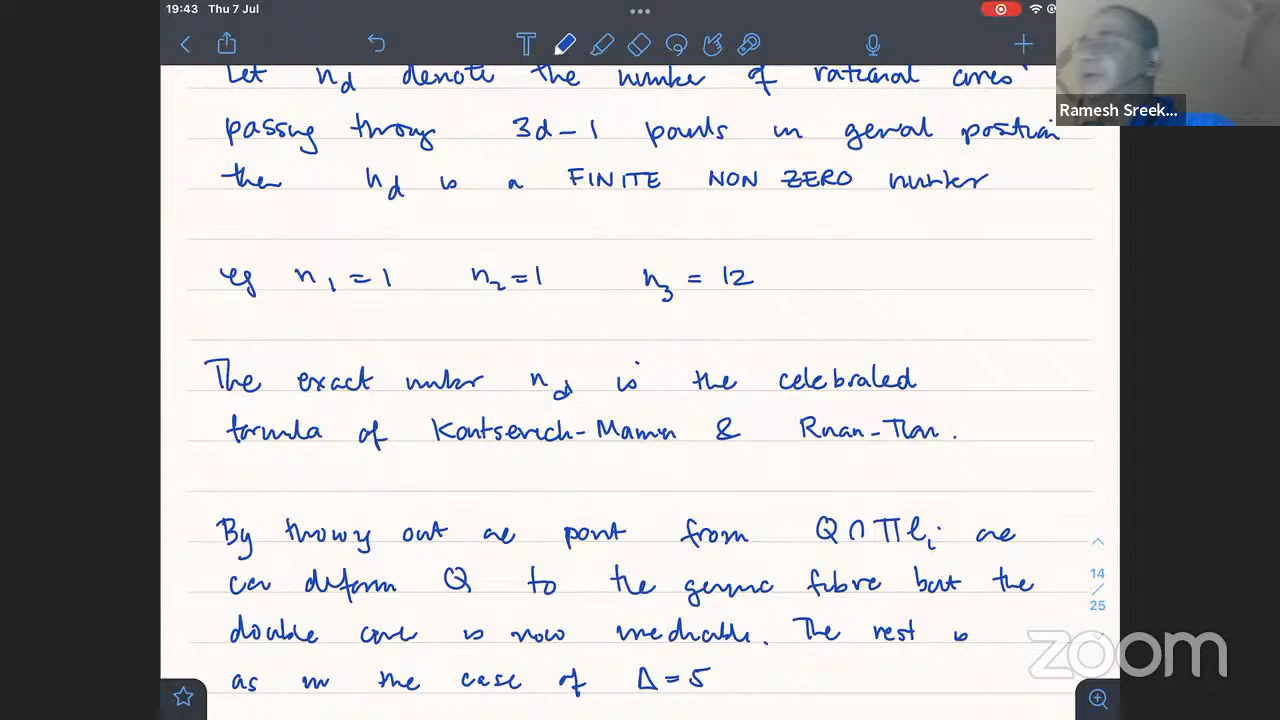 19:43 Thu 7 Jul
Ramesh Sreek...
Let n_d denote the number of rational curves
passing through 3d-1 points in general position
then n_d is a FINITE NON ZERO number
eg n_1 = 1 n_2 = 1 n_3 = 12
The exact number n_d is the celebrated
formula of Kontsevich-Manin & Ruan-Tian.
By throwing out one point from Q ∩ Πl_i one
can deform Q to the generic fibre but the
double curve is now irreducible. The rest is
as in the case of Δ = 5
14
/
25
zoom